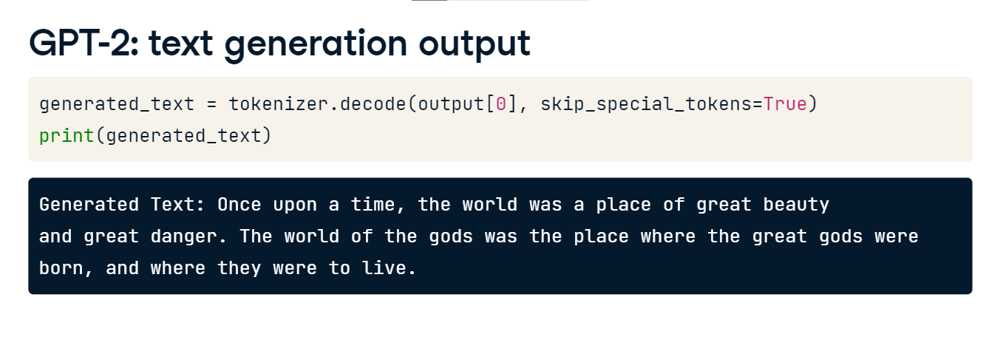 GPT-2: text generation output
generated_text = tokenizer.decode(output[0], skip_special_tokens=True)
print(generated_text)
Generated Text: Once upon a time, the world was a place of great beauty
and great danger. The world of the gods was the place where the great gods were
born, and where they were to live.